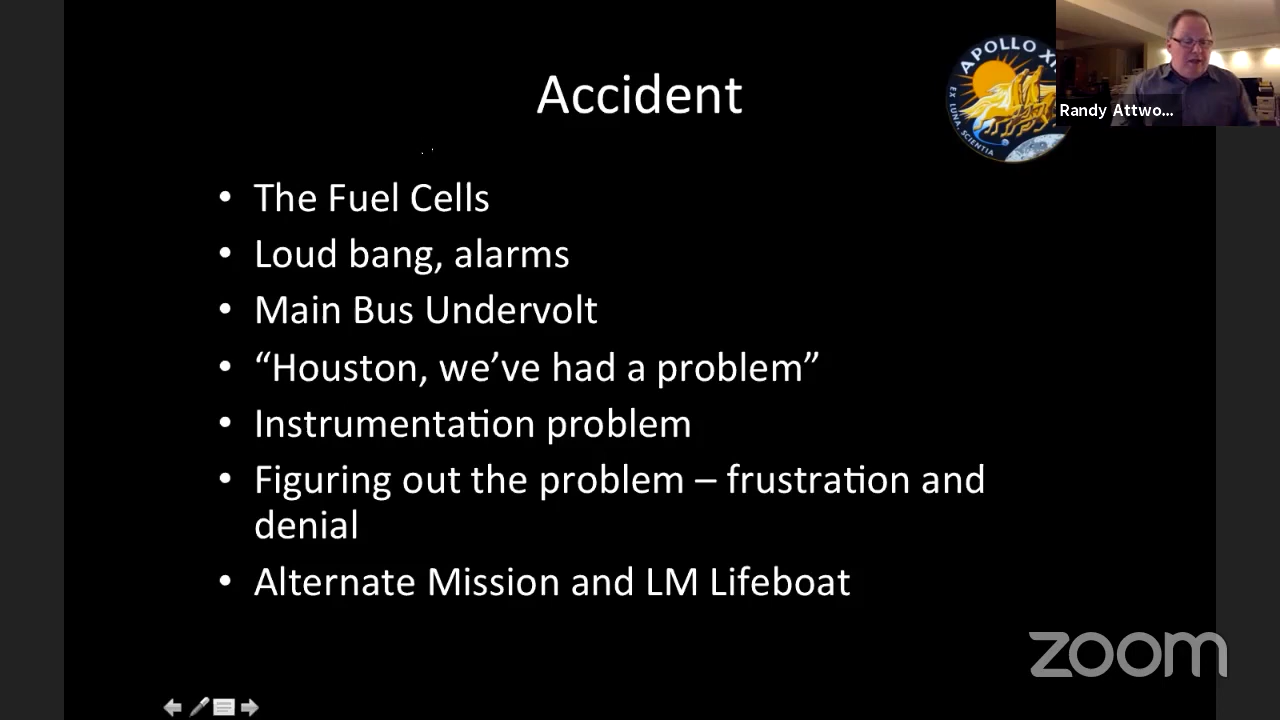 Accident
APOLLO XIII
EX LUNA, SCIENTIA
Randy Attwo...
• The Fuel Cells
• Loud bang, alarms
• Main Bus Undervolt
• “Houston, we’ve had a problem”
• Instrumentation problem
• Figuring out the problem – frustration and
denial
• Alternate Mission and LM Lifeboat
zoom